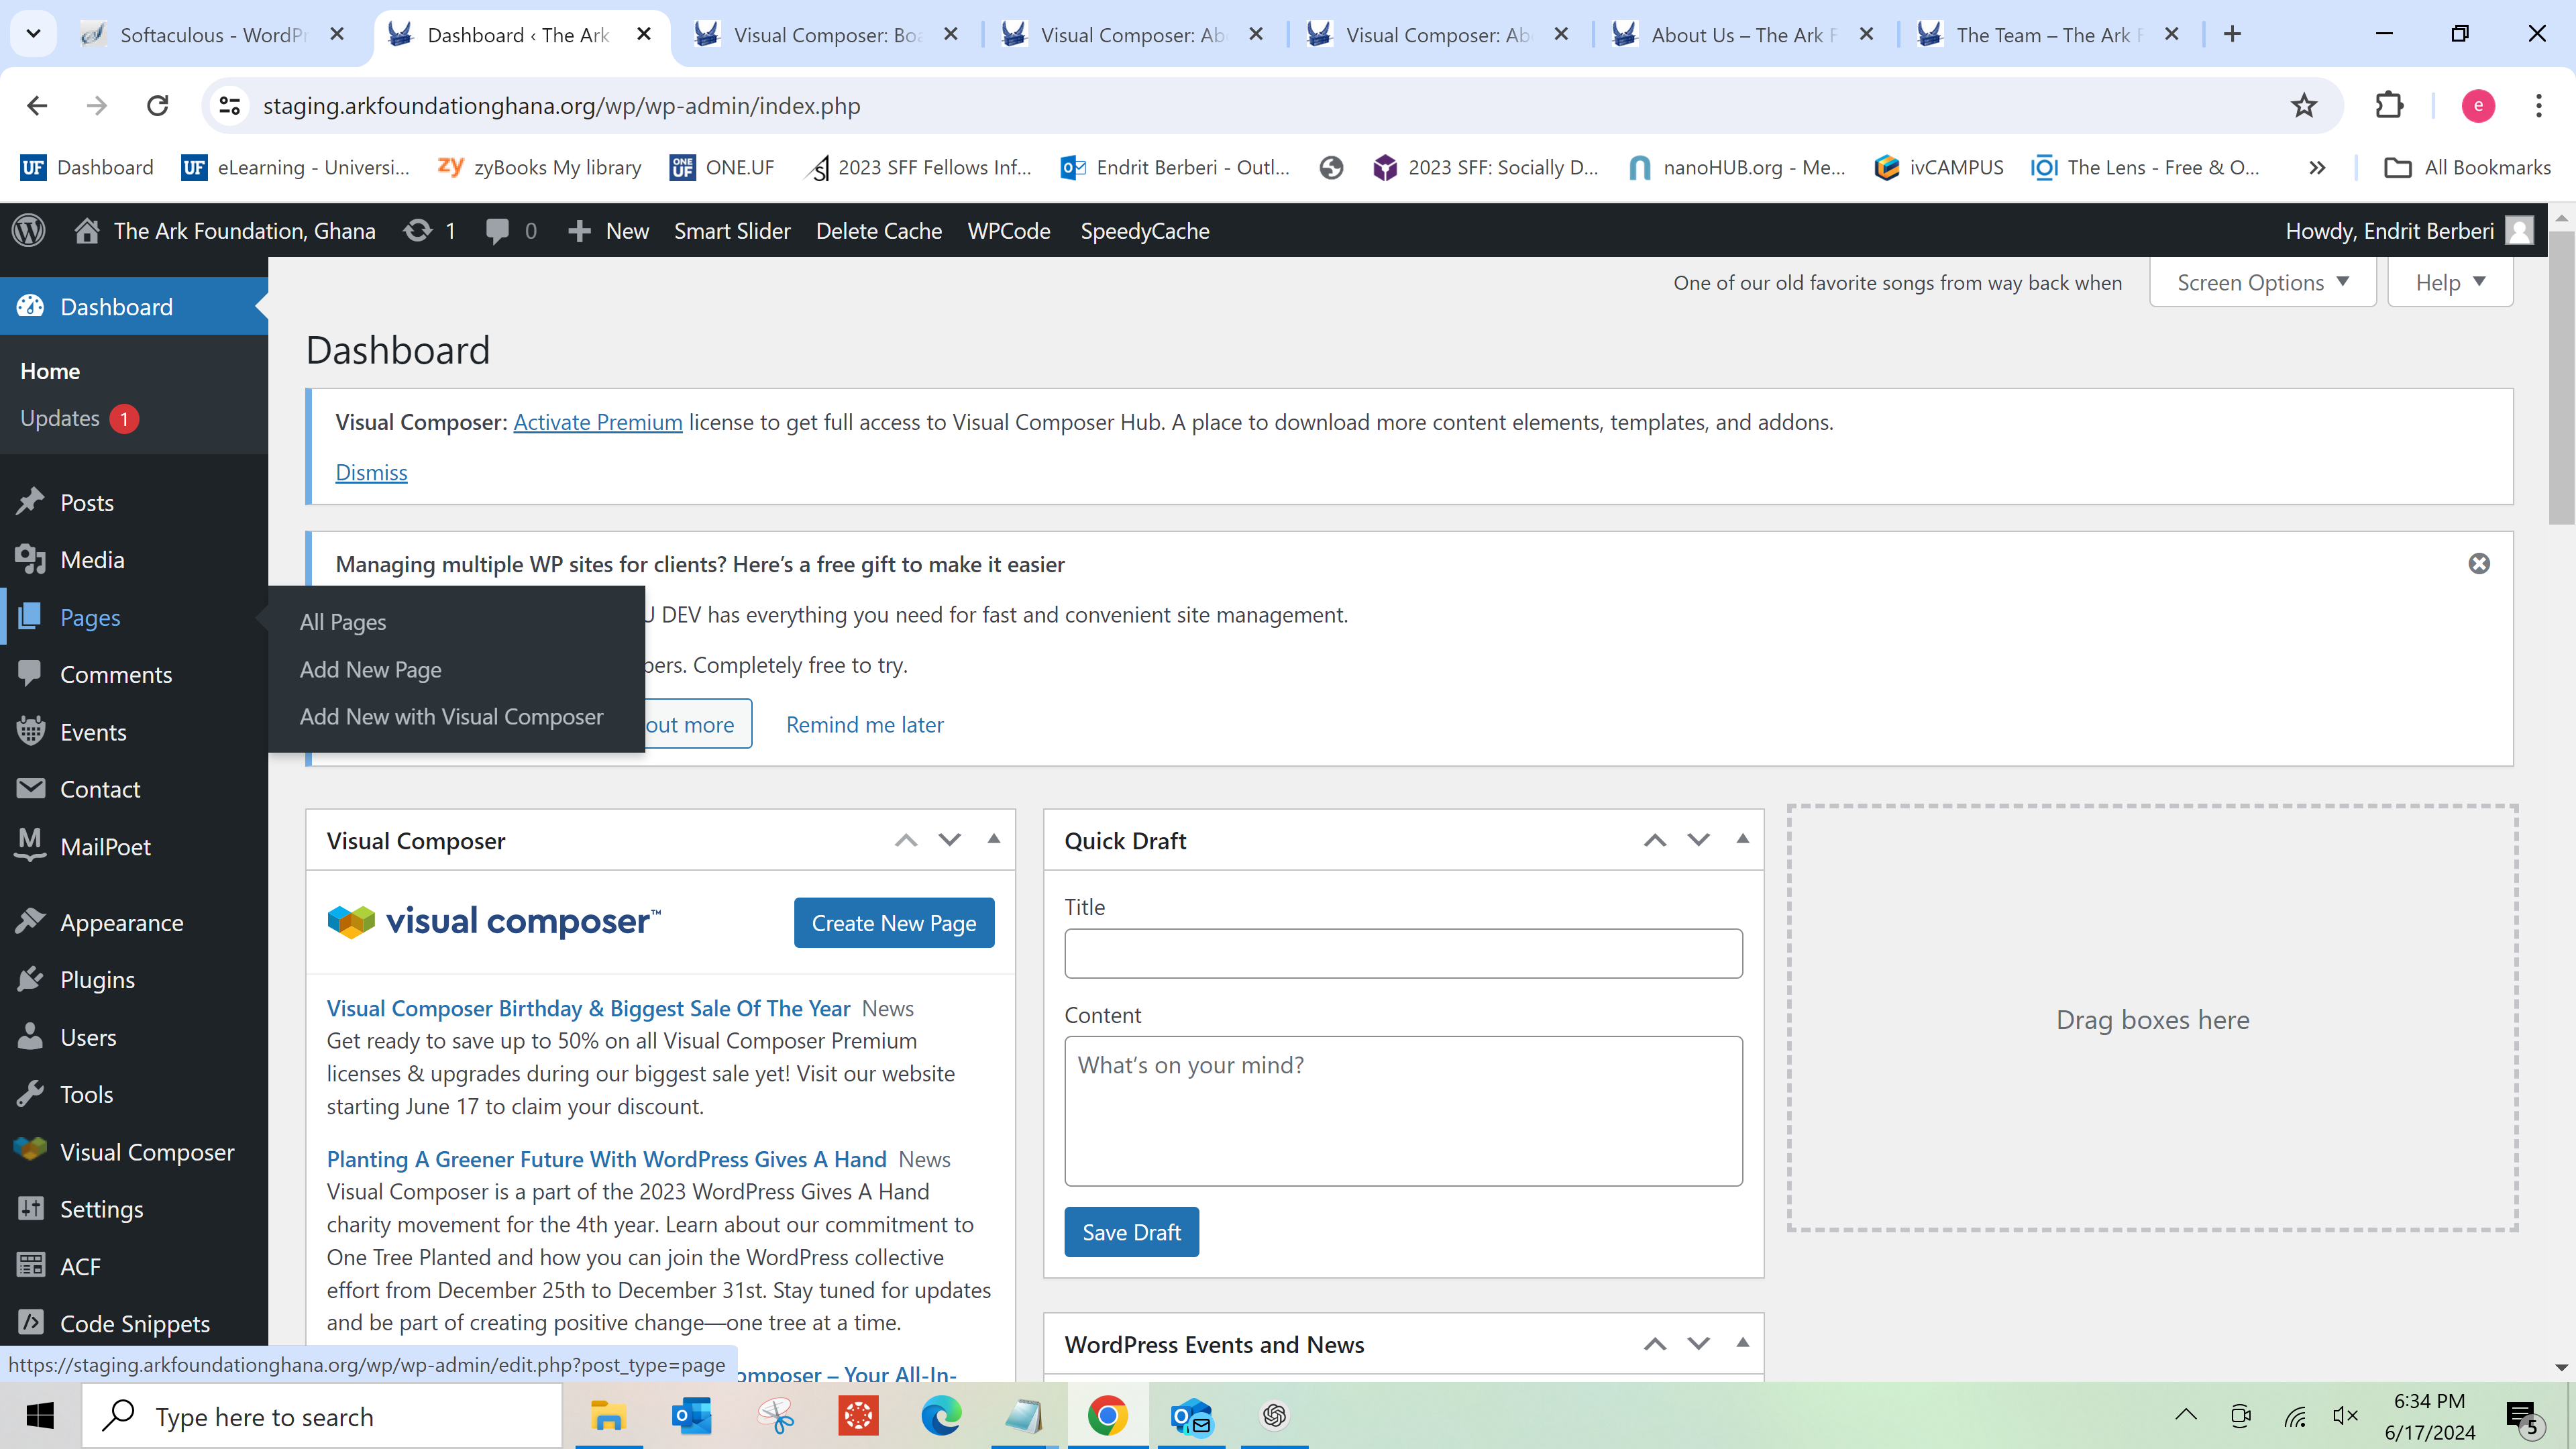 Softaculous - WordPr
Dashboard ‹ The Ark
Visual Composer: Boa
Visual Composer: Abo
Visual Composer: Abo
About Us – The Ark F
The Team – The Ark F
staging.arkfoundationghana.org/wp/wp-admin/index.php
e
UF Dashboard
UF eLearning - Universi...
zy zyBooks My library
ONE UF ONE.UF
2023 SFF Fellows Inf...
Endrit Berberi - Outl...
2023 SFF: Socially D...
nanoHUB.org - Me...
ivCAMPUS
The Lens - Free & O...
All Bookmarks
The Ark Foundation, Ghana
1
0
New
Smart Slider
Delete Cache
WPCode
SpeedyCache
Howdy, Endrit Berberi
Dashboard
Home
Updates 1
Posts
Media
Pages
Comments
Events
Contact
MailPoet
Appearance
Plugins
Users
Tools
Visual Composer
Settings
ACF
Code Snippets
All Pages
Add New Page
Add New with Visual Composer
One of our old favorite songs from way back when
Screen Options
Help
Dashboard
Visual Composer: Activate Premium license to get full access to Visual Composer Hub. A place to download more content elements, templates, and addons.
Dismiss
Managing multiple WP sites for clients? Here’s a free gift to make it easier
U DEV has everything you need for fast and convenient site management.
bers. Completely free to try.
out more
Remind me later
Visual Composer
visual composer™
Create New Page
Visual Composer Birthday & Biggest Sale Of The Year News
Get ready to save up to 50% on all Visual Composer Premium
licenses & upgrades during our biggest sale yet! Visit our website
starting June 17 to claim your discount.
Planting A Greener Future With WordPress Gives A Hand News
Visual Composer is a part of the 2023 WordPress Gives A Hand
charity movement for the 4th year. Learn about our commitment to
One Tree Planted and how you can join the WordPress collective
effort from December 25th to December 31st. Stay tuned for updates
and be part of creating positive change—one tree at a time.
omposer – Your All-In-
Quick Draft
Title
Content
What’s on your mind?
Save Draft
WordPress Events and News
Drag boxes here
https://staging.arkfoundationghana.org/wp/wp-admin/edit.php?post_type=page
Type here to search
6:34 PM
6/17/2024
5